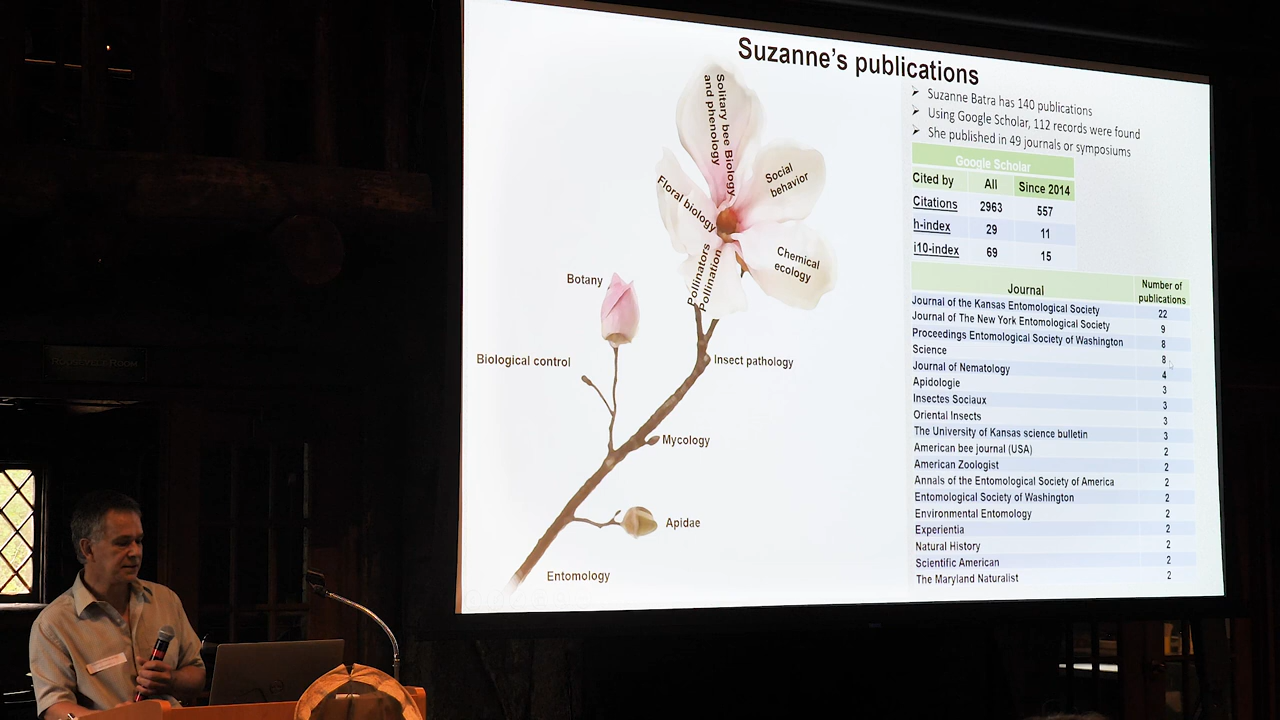 Suzanne's publications
Solitary bee Biology
and phenology
Social
behavior
Floral biology
Chemical
ecology
Pollinators
Pollination
Botany
Biological control
Insect pathology
Mycology
Apidae
Entomology
➤ Suzanne Batra has 140 publications
➤ Using Google Scholar, 112 records were found
➤ She published in 49 journals or symposiums
Google Scholar
Cited by All Since 2014
Citations 2963 557
h-index 29 11
i10-index 69 15
Journal Number of publications
Journal of the Kansas Entomological Society 22
Journal of The New York Entomological Society 9
Proceedings Entomological Society of Washington 8
Science 8
Journal of Nematology 4
Apidologie 3
Insectes Sociaux 3
Oriental Insects 3
The University of Kansas science bulletin 3
American bee journal (USA) 2
American Zoologist 2
Annals of the Entomological Society of America 2
Entomological Society of Washington 2
Environmental Entomology 2
Experientia 2
Natural History 2
Scientific American 2
The Maryland Naturalist 2